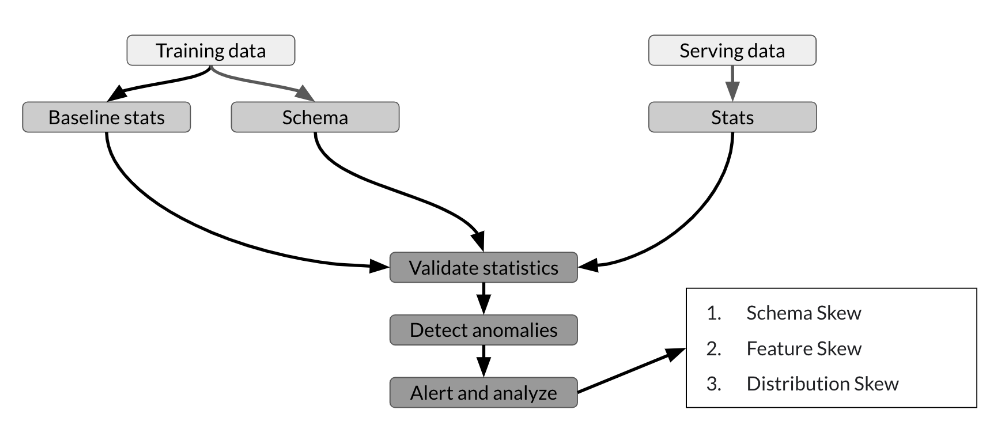 Training data
Serving data
Baseline stats
Schema
Stats
Validate statistics
Detect anomalies
Alert and analyze
1. Schema Skew
2. Feature Skew
3. Distribution Skew